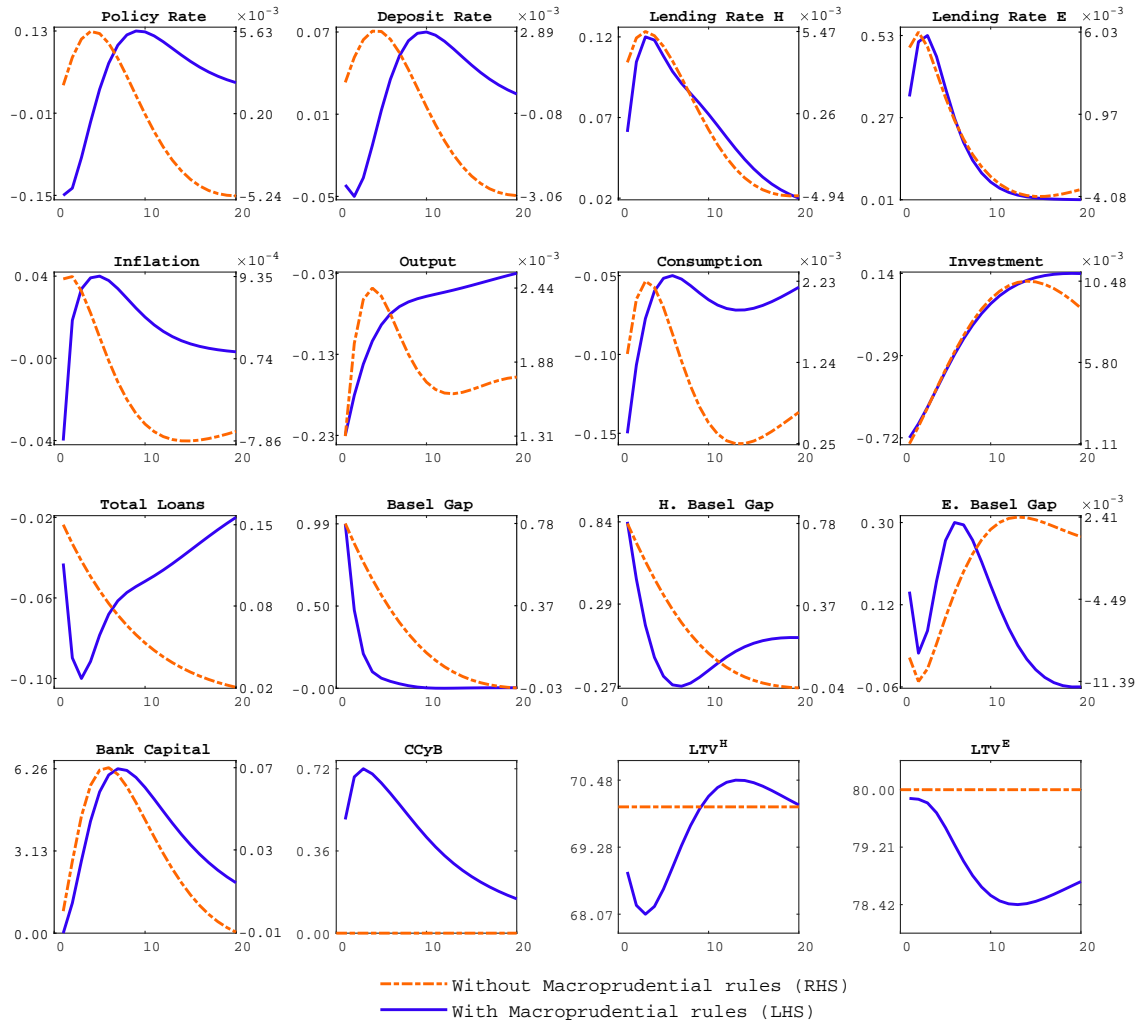 Policy Rate
×10⁻³
0.13
-0.01
-0.15
5.63
0.20
-5.24
0 10 20
Deposit Rate
×10⁻³
0.07
0.01
-0.05
2.89
-0.08
-3.06
0 10 20
Lending Rate H
×10⁻³
0.12
0.07
0.02
5.47
0.26
-4.94
0 10 20
Lending Rate E
×10⁻³
0.53
0.27
0.01
6.03
0.97
-4.08
0 10 20
Inflation
×10⁻⁴
0.04
-0.00
-0.04
9.35
0.74
-7.86
0 10 20
Output
×10⁻³
-0.03
-0.13
-0.23
2.44
1.88
1.31
0 10 20
Consumption
×10⁻³
-0.05
-0.10
-0.15
2.23
1.24
0.25
0 10 20
Investment
×10⁻³
0.14
-0.29
-0.72
10.48
5.80
1.11
0 10 20
Total Loans
-0.02
-0.06
-0.10
0.15
0.08
0.02
0 10 20
Basel Gap
0.99
0.50
-0.00
0.78
0.37
-0.03
0 10 20
H. Basel Gap
0.84
0.29
-0.27
0.78
0.37
-0.04
0 10 20
E. Basel Gap
×10⁻³
0.30
0.12
-0.06
2.41
-4.49
-11.39
0 10 20
Bank Capital
6.26
3.13
0.00
0.07
0.03
-0.01
0 10 20
CCyB
0.72
0.36
0.00
0 10 20
LTVᴴ
70.48
69.28
68.07
0 10 20
LTVᴱ
80.00
79.21
78.42
0 10 20
Without Macroprudential rules (RHS)
With Macroprudential rules (LHS)